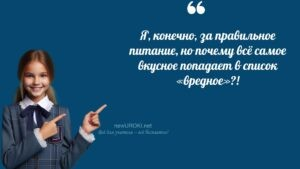 “
Я, конечно, за правильное
питание, но почему всё самое
вкусное попадает в список
«вредное»?!
newUROKI.net
Всё для учителя – всё бесплатно!